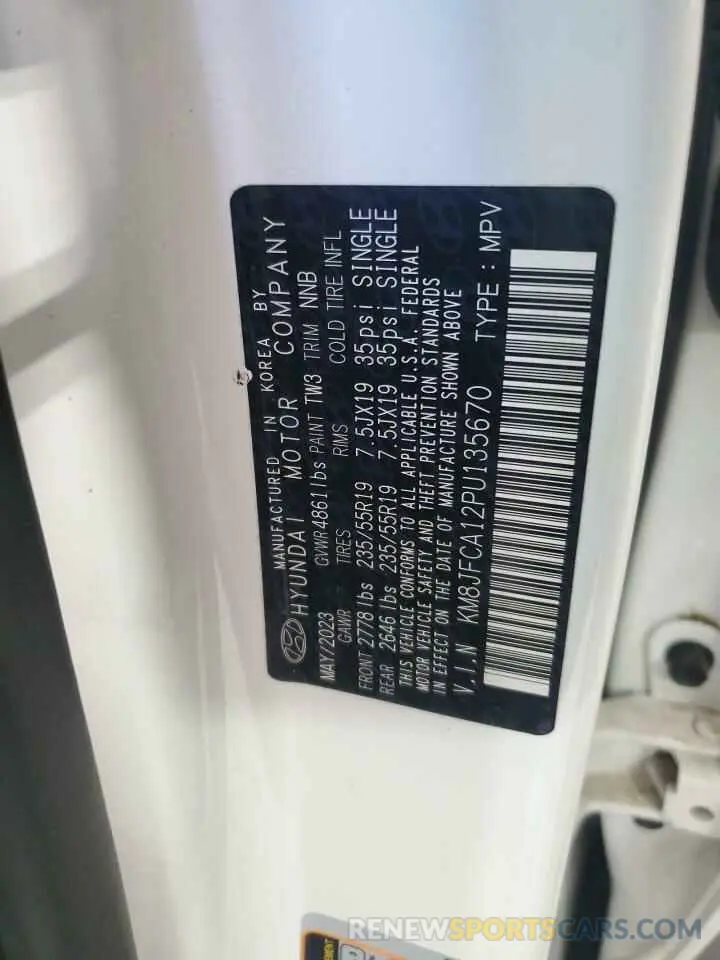 MANUFACTURED IN KOREA BY
HYUNDAI MOTOR COMPANY
MAY/2023 GVWR 4861lbs PAINT TW3 TRIM NNB
GAWR TIRES RIMS COLD TIRE INFL
FRONT 2778lbs 235/55R19 7.5JX19 35psi SINGLE
REAR 2646lbs 235/55R19 7.5JX19 35psi SINGLE
THIS VEHICLE CONFORMS TO ALL APPLICABLE U.S.A. FEDERAL
MOTOR VEHICLE SAFETY AND THEFT PREVENTION STANDARDS
IN EFFECT ON THE DATE OF MANUFACTURE SHOWN ABOVE
V.I.N KM8JFCA12PU135670 TYPE : MPV
RENEWSPORTSCARS.COM